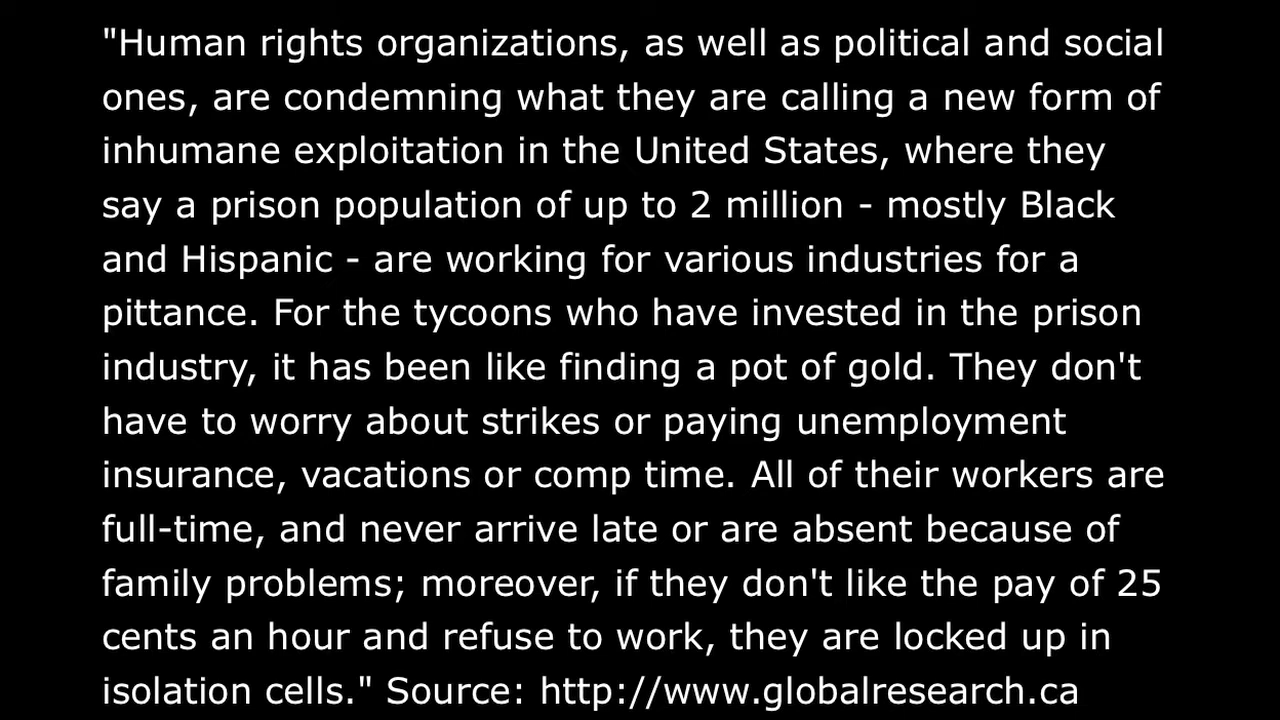 "Human rights organizations, as well as political and social
ones, are condemning what they are calling a new form of
inhumane exploitation in the United States, where they
say a prison population of up to 2 million - mostly Black
and Hispanic - are working for various industries for a
pittance. For the tycoons who have invested in the prison
industry, it has been like finding a pot of gold. They don't
have to worry about strikes or paying unemployment
insurance, vacations or comp time. All of their workers are
full-time, and never arrive late or are absent because of
family problems; moreover, if they don't like the pay of 25
cents an hour and refuse to work, they are locked up in
isolation cells." Source: http://www.globalresearch.ca